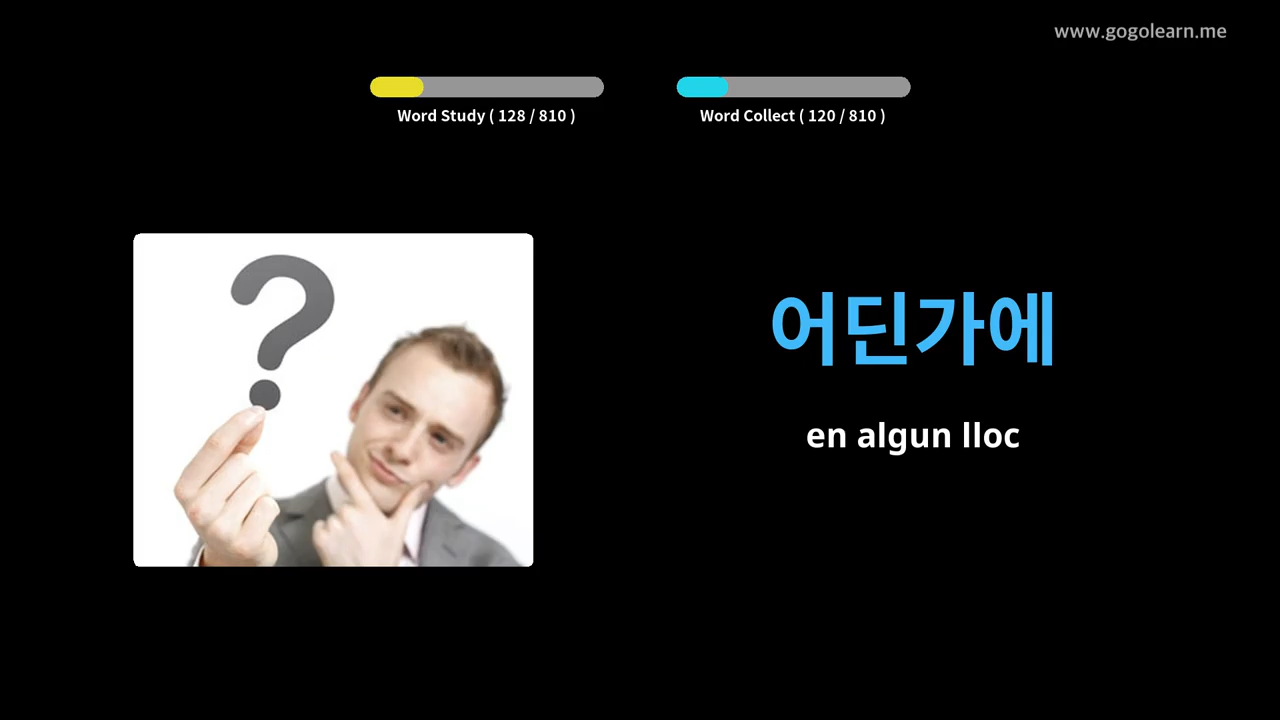 www.gogolearn.me
Word Study ( 128 / 810 )
Word Collect ( 120 / 810 )
어딘가에
en algun lloc